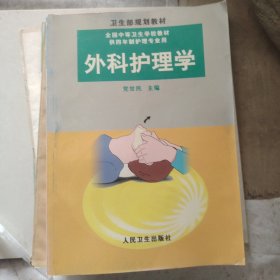 卫生部规划教材
全国中等卫生学校教材
供四年制护理专业用
外科护理学
党世民 主编
人民卫生出版社